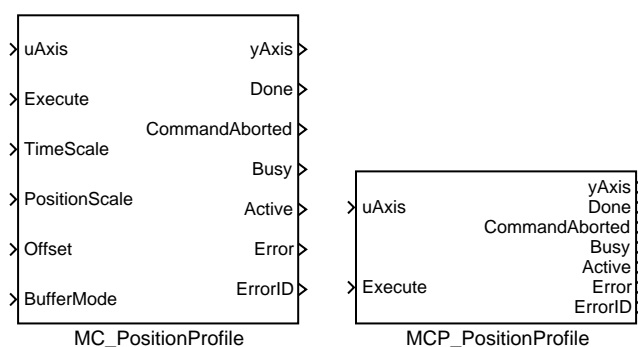 uAxis
Execute
TimeScale
PositionScale
Offset
BufferMode
yAxis
Done
CommandAborted
Busy
Active
Error
ErrorID
MC_PositionProfile
uAxis
Execute
yAxis
Done
CommandAborted
Busy
Active
Error
ErrorID
MCP_PositionProfile